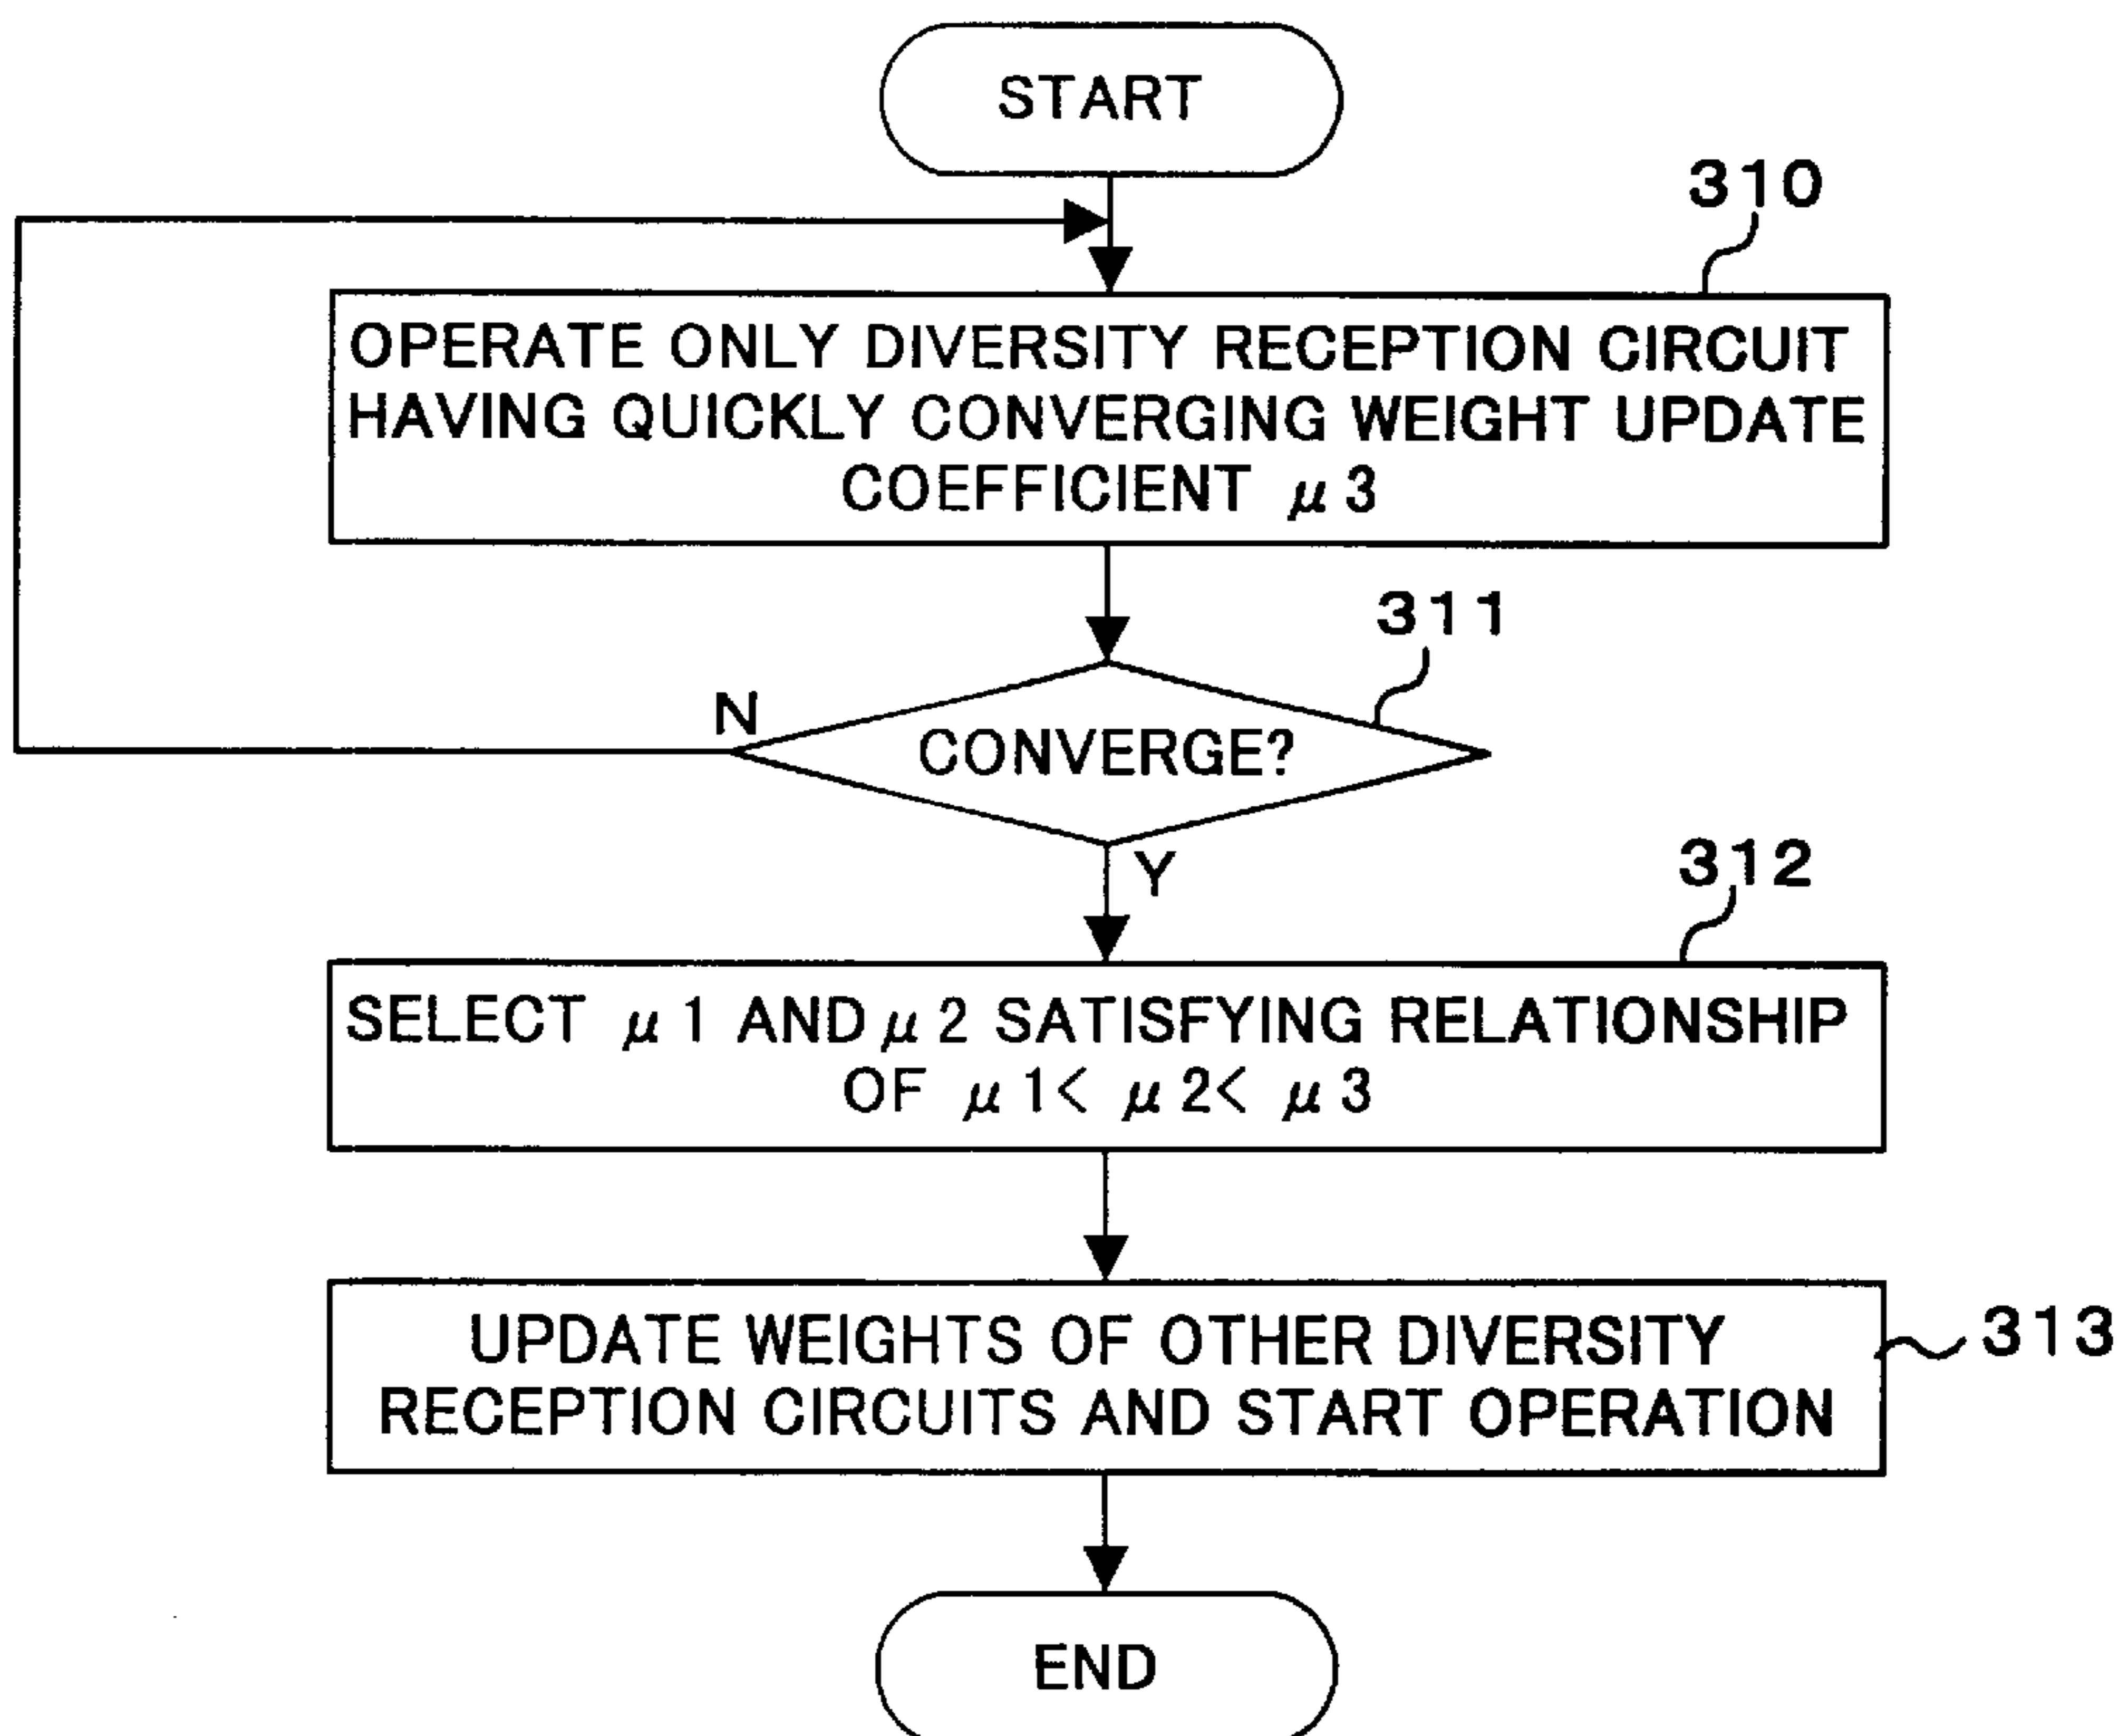 START
310
OPERATE ONLY DIVERSITY RECEPTION CIRCUIT
HAVING QUICKLY CONVERGING WEIGHT UPDATE
COEFFICIENT μ3
311
N
CONVERGE?
Y
312
SELECT μ1 AND μ2 SATISFYING RELATIONSHIP
OF μ1< μ2< μ3
UPDATE WEIGHTS OF OTHER DIVERSITY
RECEPTION CIRCUITS AND START OPERATION
313
END